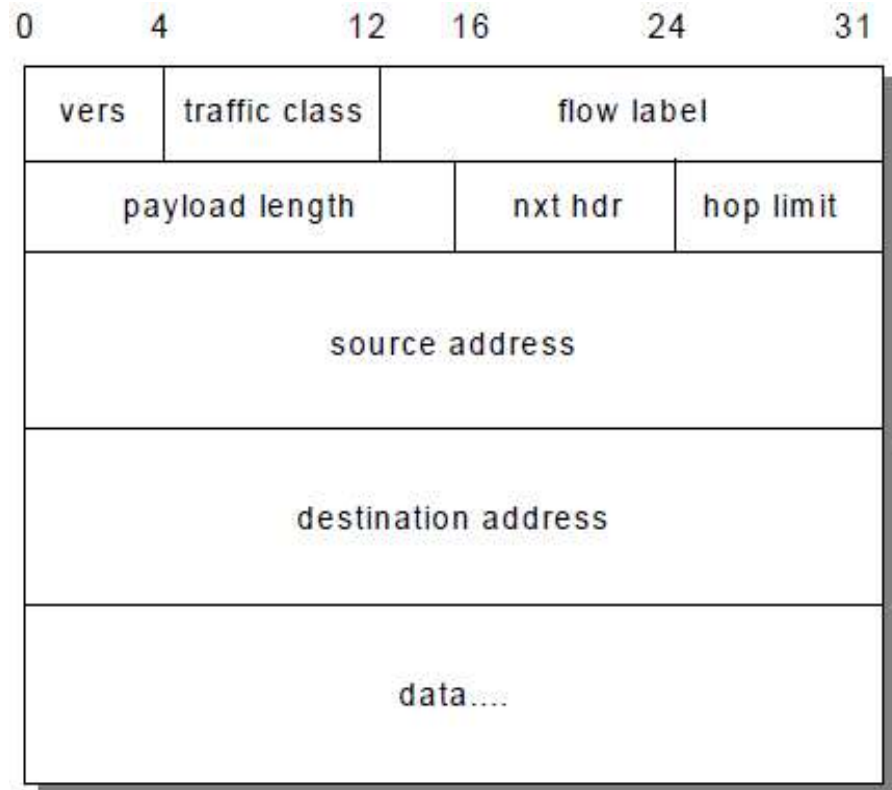 0 4 12 16 24 31
vers traffic class flow label
payload length nxt hdr hop limit
source address
destination address
data....